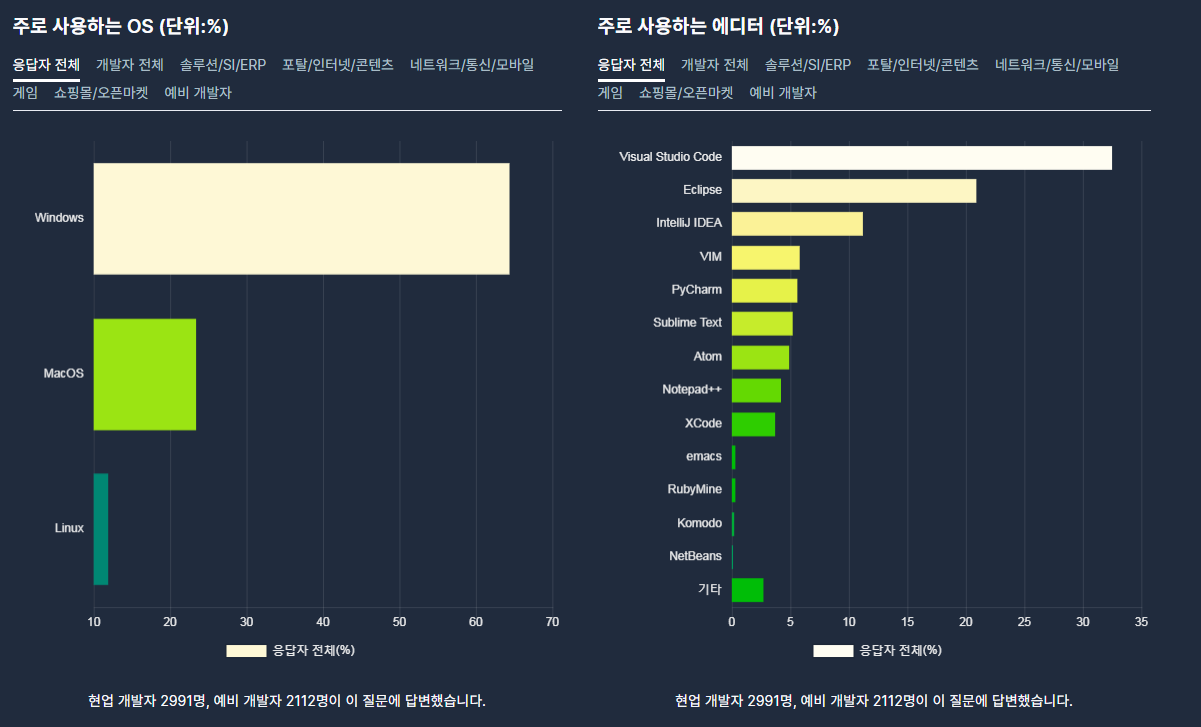 주로 사용하는 OS (단위:%)
응답자 전체 개발자 전체 솔루션/SI/ERP 포탈/인터넷/콘텐츠 네트워크/통신/모바일
게임 쇼핑몰/오픈마켓 예비 개발자
Windows
MacOS
Linux
10 20 30 40 50 60 70
응답자 전체(%)
현업 개발자 2991명, 예비 개발자 2112명이 이 질문에 답변했습니다.
주로 사용하는 에디터 (단위:%)
응답자 전체 개발자 전체 솔루션/SI/ERP 포탈/인터넷/콘텐츠 네트워크/통신/모바일
게임 쇼핑몰/오픈마켓 예비 개발자
Visual Studio Code
Eclipse
IntelliJ IDEA
VIM
PyCharm
Sublime Text
Atom
Notepad++
XCode
emacs
RubyMine
Komodo
NetBeans
기타
0 5 10 15 20 25 30 35
응답자 전체(%)
현업 개발자 2991명, 예비 개발자 2112명이 이 질문에 답변했습니다.